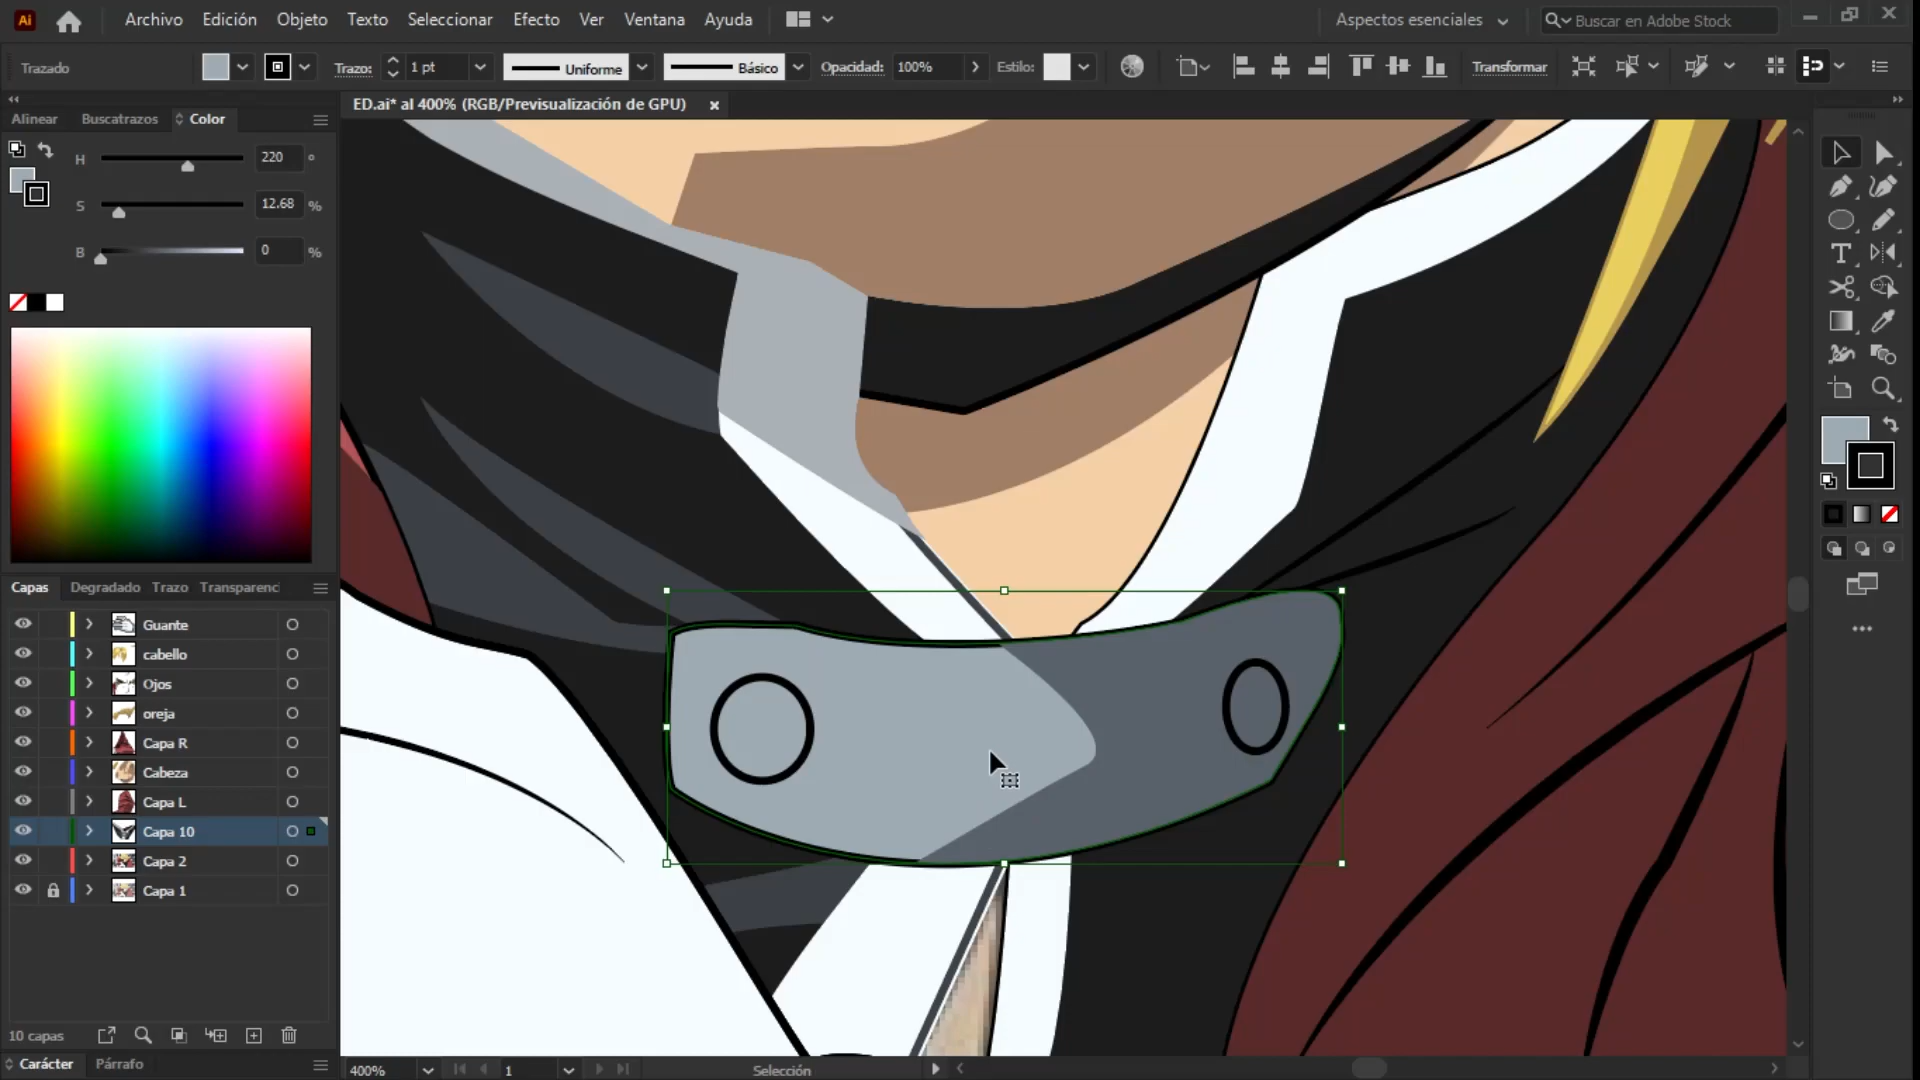 Ai
Archivo Edición Objeto Texto Seleccionar Efecto Ver Ventana Ayuda
Aspectos esenciales
Buscar en Adobe Stock
Trazado
Trazo: 1 pt
Uniforme
Básico
Opacidad: 100%
Estilo:
Transformar
ED.ai* al 400% (RGB/Previsualización de GPU)
Alinear Buscatrazos Color
H 220 °
S 12.68 %
B 0 %
Capas Degradado Trazo Transparenc
Guante
cabello
Ojos
oreja
Capa R
Cabeza
Capa L
Capa 10
Capa 2
Capa 1
10 capas
Carácter Párrafo
400% 1 Selección